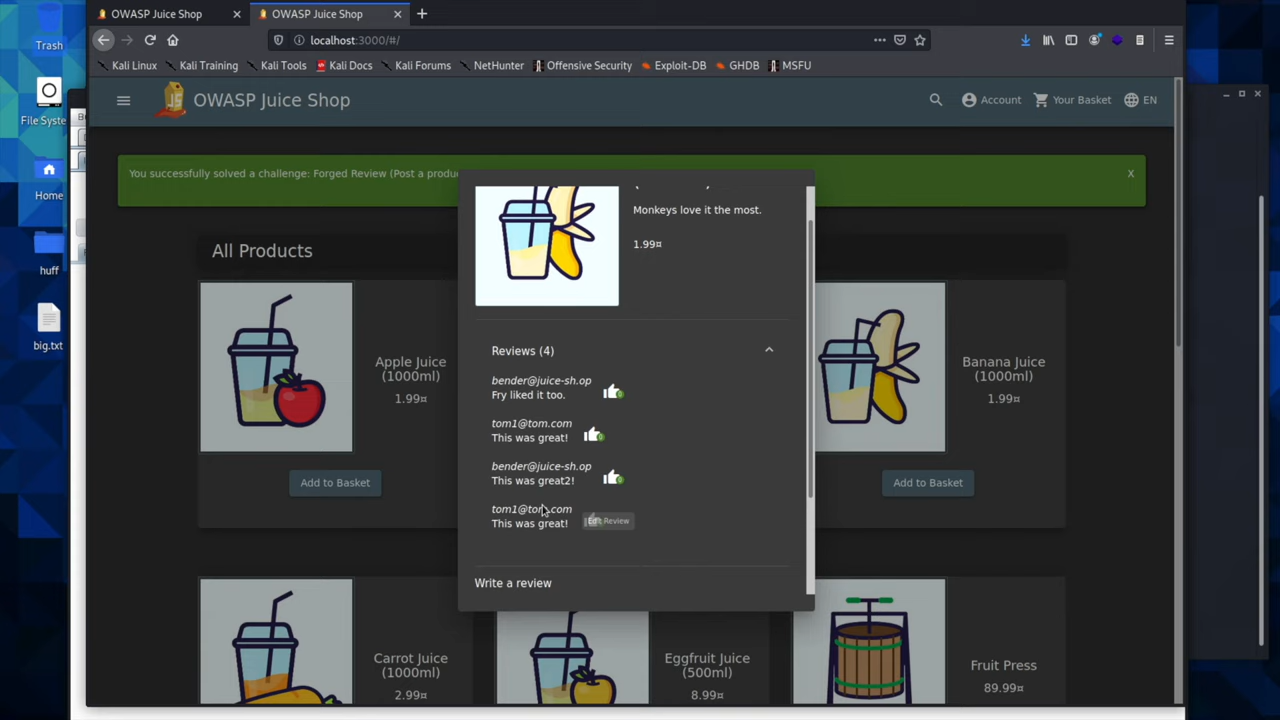 OWASP Juice Shop
OWASP Juice Shop
Trash
localhost:3000/#/
Kali Linux
Kali Training
Kali Tools
Kali Docs
Kali Forums
NetHunter
Offensive Security
Exploit-DB
GHDB
MSFU
OWASP Juice Shop
Account
Your Basket
EN
File Syste
You successfully solved a challenge: Forged Review (Post a produ
X
Home
huff
big.txt
All Products
Apple Juice
(1000ml)
1.99¤
Add to Basket
Monkeys love it the most.
1.99¤
Reviews (4)
bender@juice-sh.op
Fry liked it too.
tom1@tom.com
This was great!
bender@juice-sh.op
This was great2!
tom1@tom.com
This was great!
Edit Review
Write a review
Banana Juice
(1000ml)
1.99¤
Add to Basket
Carrot Juice
(1000ml)
2.99¤
Eggfruit Juice
(500ml)
8.99¤
Fruit Press
89.99¤